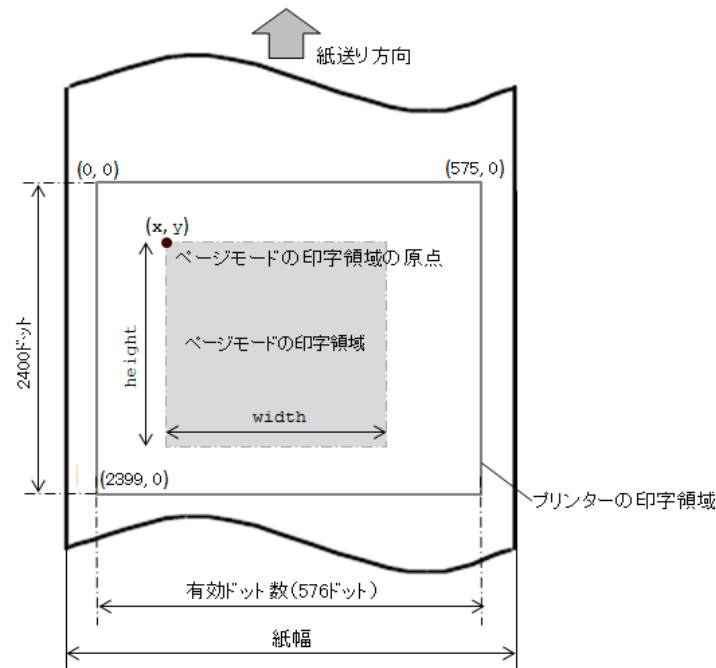 紙送り方向
(0, 0)
(575, 0)
(x, y)
ページモードの印字領域の原点
2400ドット
height
ページモードの印字領域
width
(2399, 0)
プリンターの印字領域
有効ドット数(576ドット)
紙幅